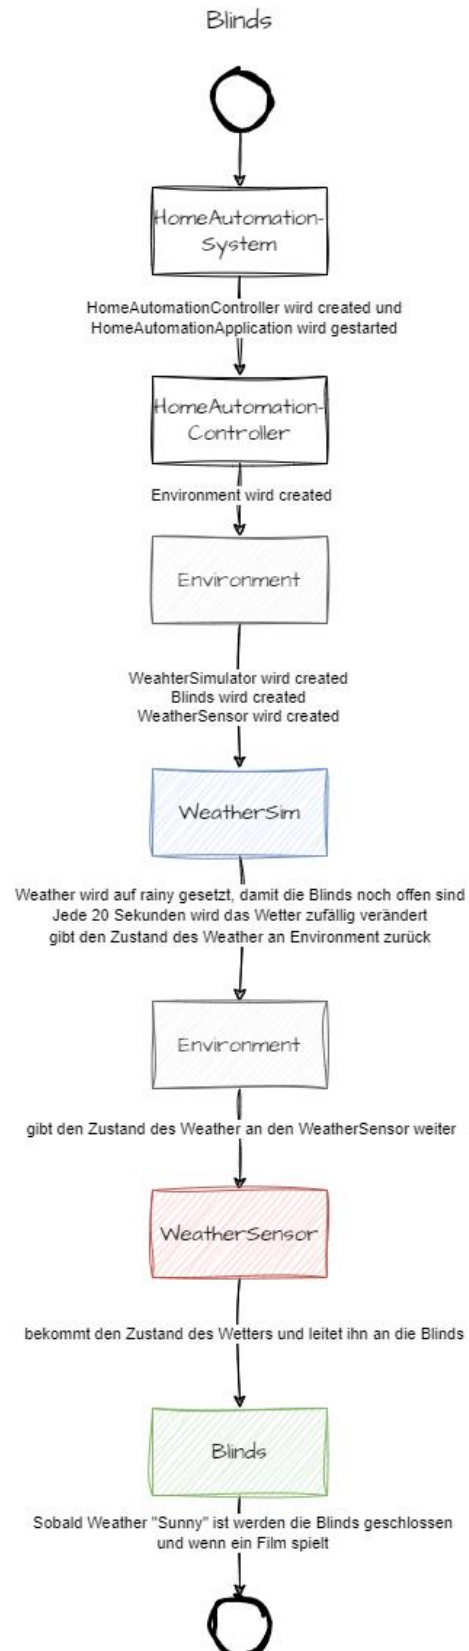 Blinds
HomeAutomation-
System
HomeAutomationController wird created und
HomeAutomationApplication wird gestarted
HomeAutomation-
Controller
Environment wird created
Environment
WeahterSimulator wird created
Blinds wird created
WeatherSensor wird created
WeatherSim
Weather wird auf rainy gesetzt, damit die Blinds noch offen sind
Jede 20 Sekunden wird das Wetter zufällig verändert
gibt den Zustand des Weather an Environment zurück
Environment
gibt den Zustand des Weather an den WeatherSensor weiter
WeatherSensor
bekommt den Zustand des Wetters und leitet ihn an die Blinds
Blinds
Sobald Weather "Sunny" ist werden die Blinds geschlossen
und wenn ein Film spielt